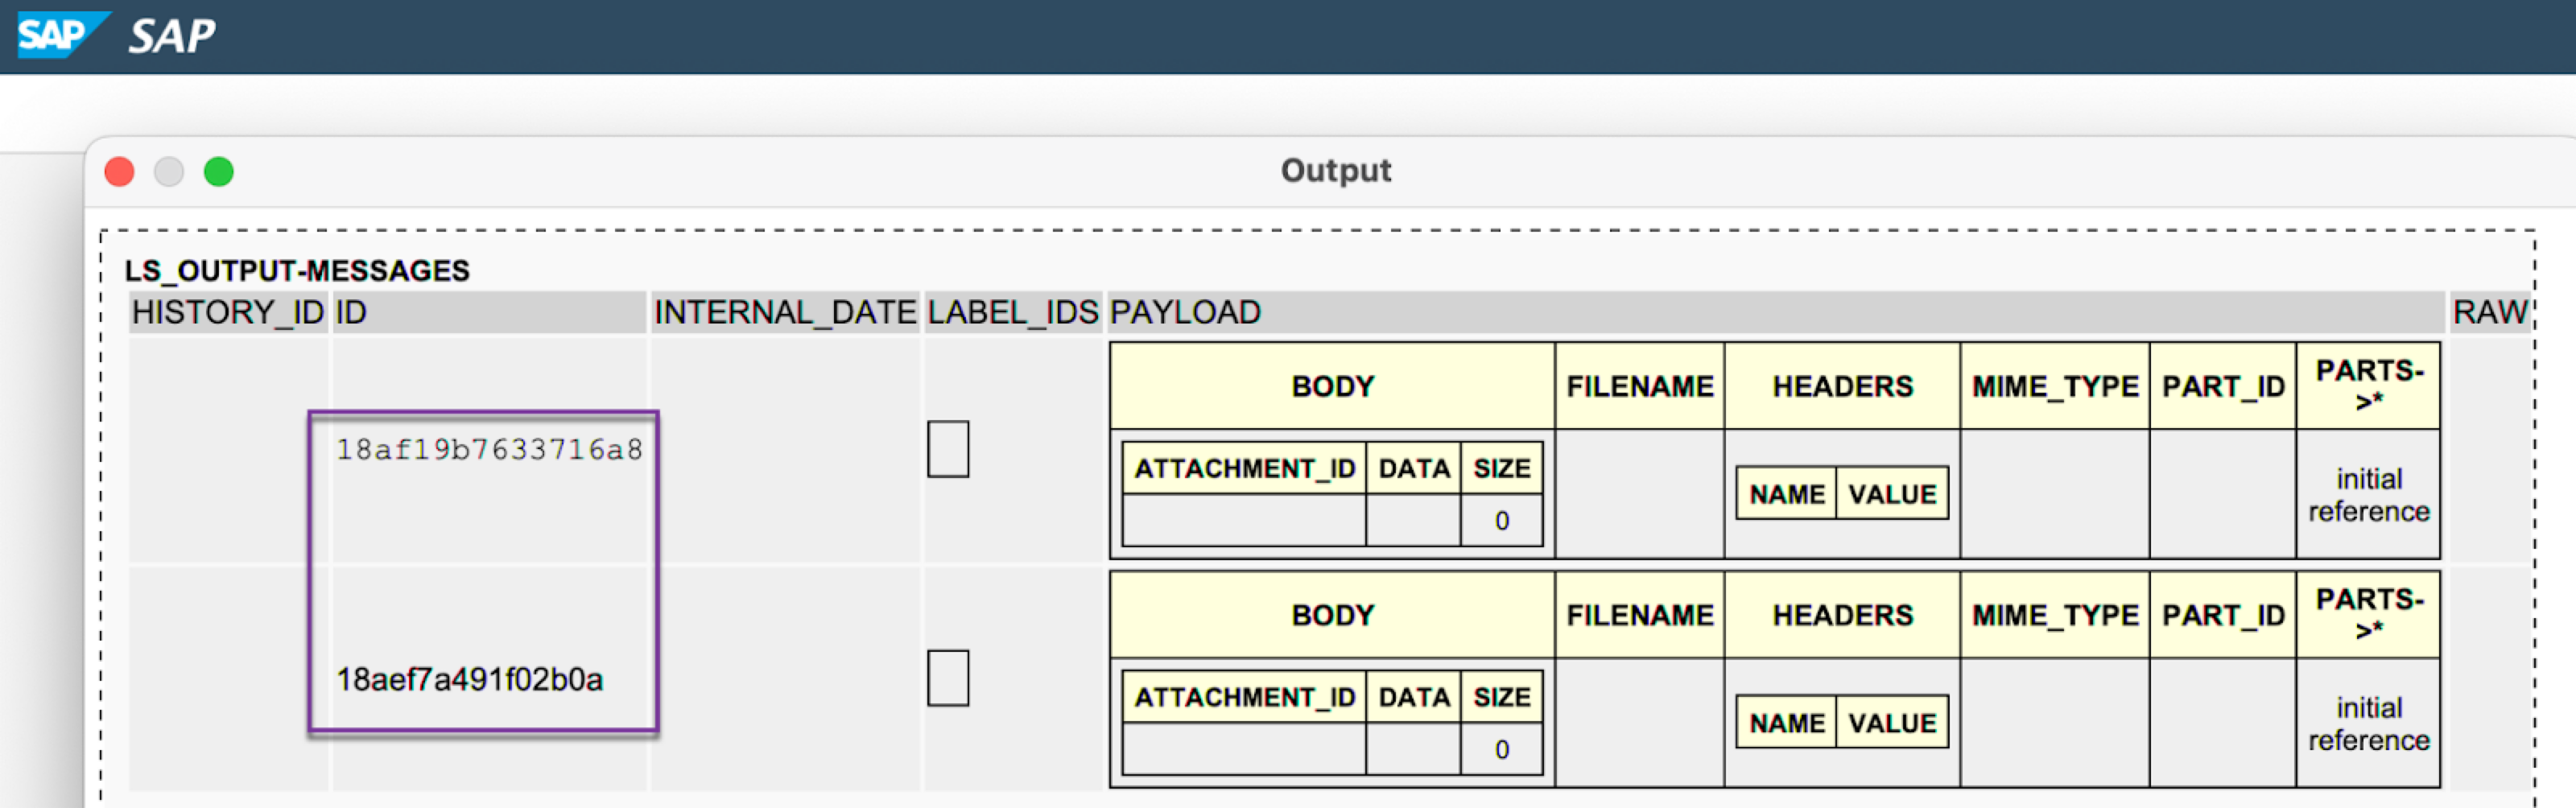 SAP SAP
Output
LS_OUTPUT-MESSAGES
HISTORY_ID ID INTERNAL_DATE LABEL_IDS PAYLOAD RAW
BODY FILENAME HEADERS MIME_TYPE PART_ID PARTS->*
18af19b7633716a8
ATTACHMENT_ID DATA SIZE
NAME VALUE
initial reference
0
BODY FILENAME HEADERS MIME_TYPE PART_ID PARTS->*
18aef7a491f02b0a
ATTACHMENT_ID DATA SIZE
NAME VALUE
initial reference
0